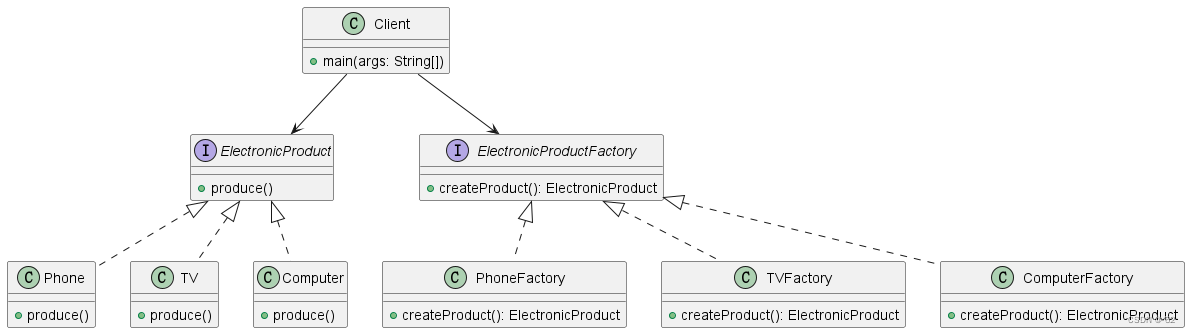 C Client
main(args: String[])
I ElectronicProduct
produce()
I ElectronicProductFactory
createProduct(): ElectronicProduct
C Phone
produce()
C TV
produce()
C Computer
produce()
C PhoneFactory
createProduct(): ElectronicProduct
C TVFactory
createProduct(): ElectronicProduct
C ComputerFactory
createProduct(): ElectronicProduct